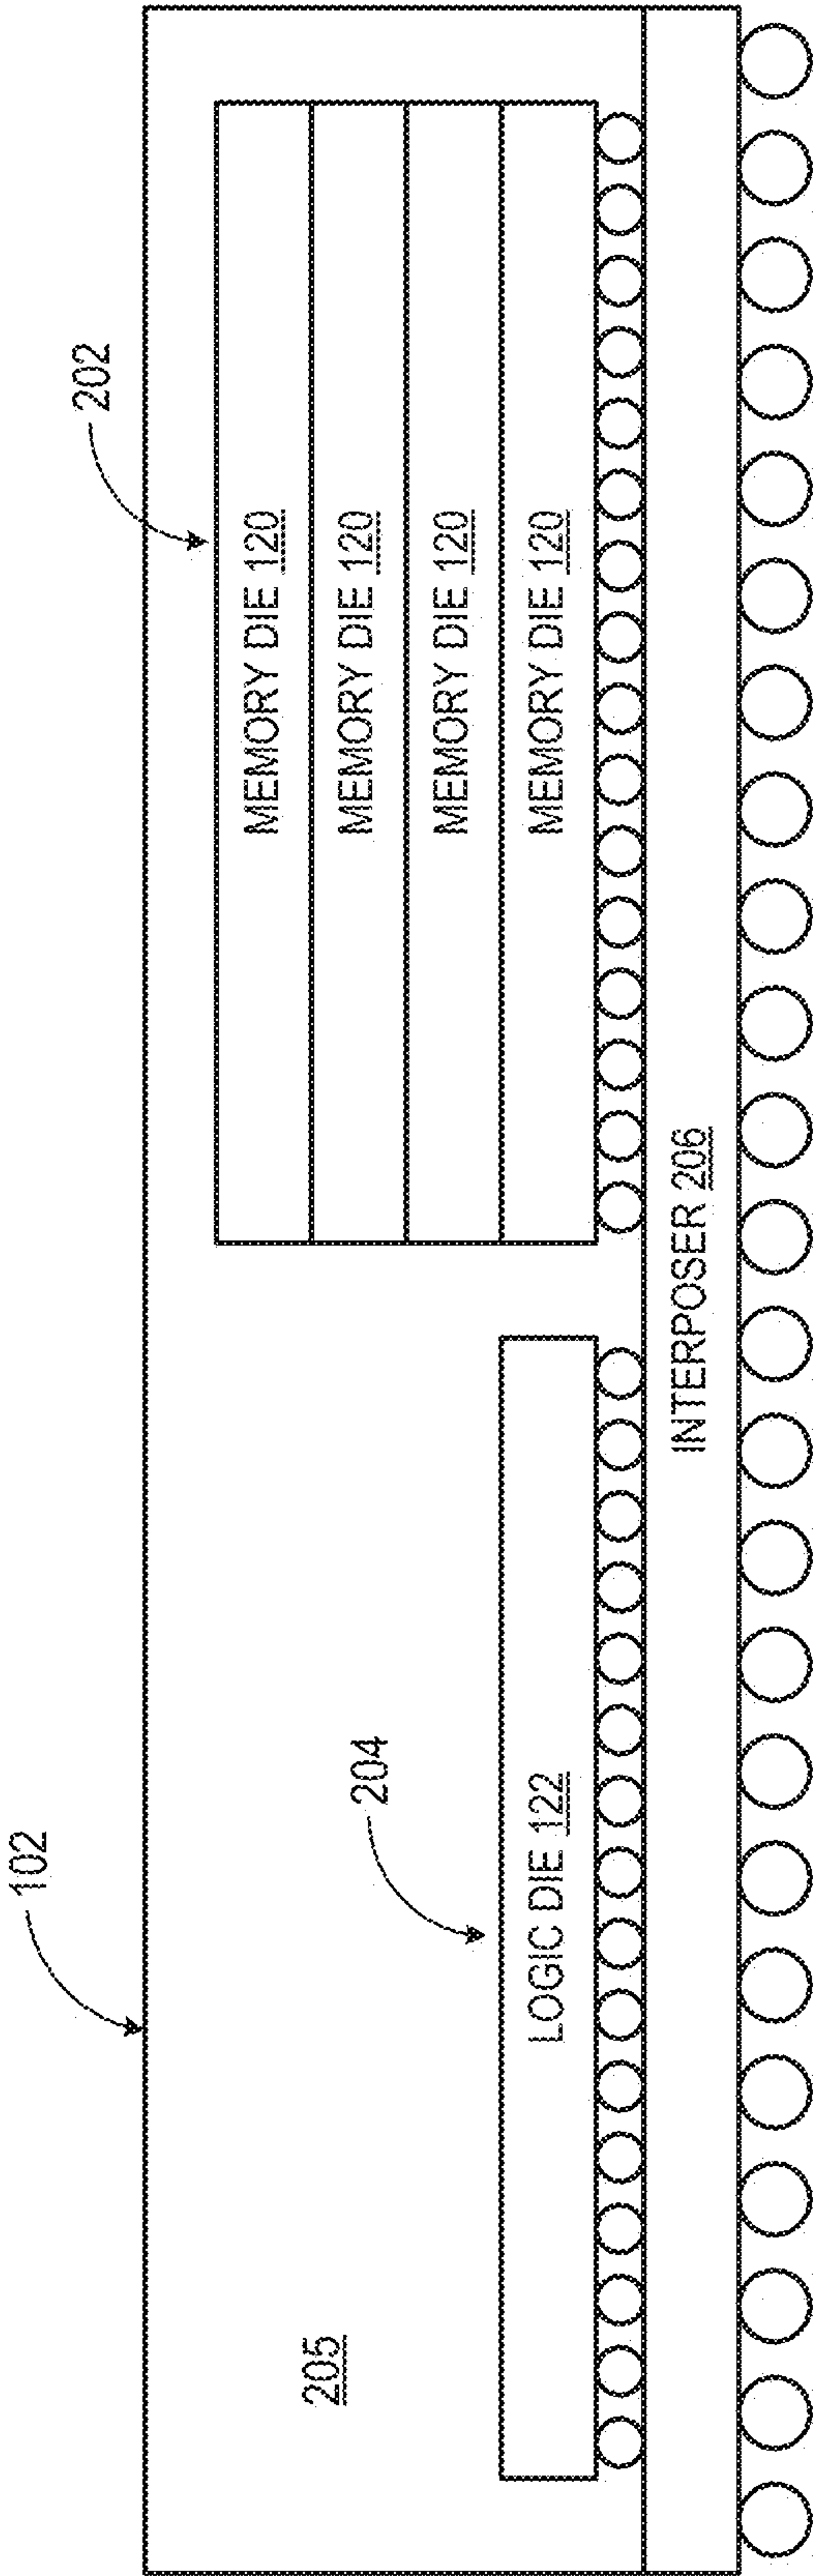 102
202
204
205
MEMORY DIE 120
MEMORY DIE 120
MEMORY DIE 120
MEMORY DIE 120
LOGIC DIE 122
INTERPOSER 206